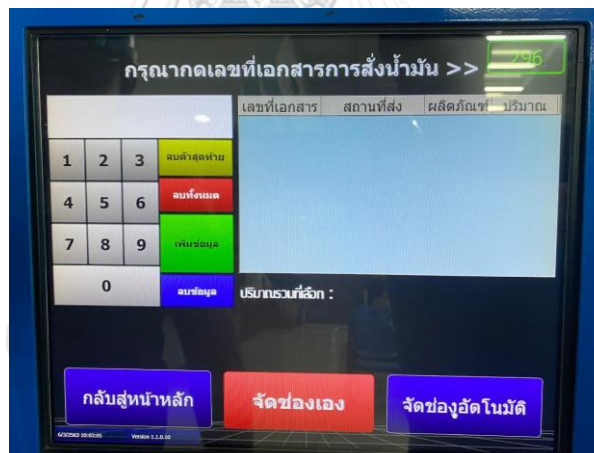 กรุณากดเลขที่เอกสารการสั่งน้ำมัน >> 296
เลขที่เอกสาร สถานที่ส่ง ผลิตภัณฑ์ ปริมาณ
1 2 3 ลบตัวสุดท้าย
4 5 6 ลบทั้งหมด
7 8 9 เพิ่มข้อมูล
0 ลบข้อมูล
ปริมาณรวมที่เลือก :
กลับสู่หน้าหลัก จัดช่องเอง จัดช่องอัตโนมัติ
Version 1.1.0.10